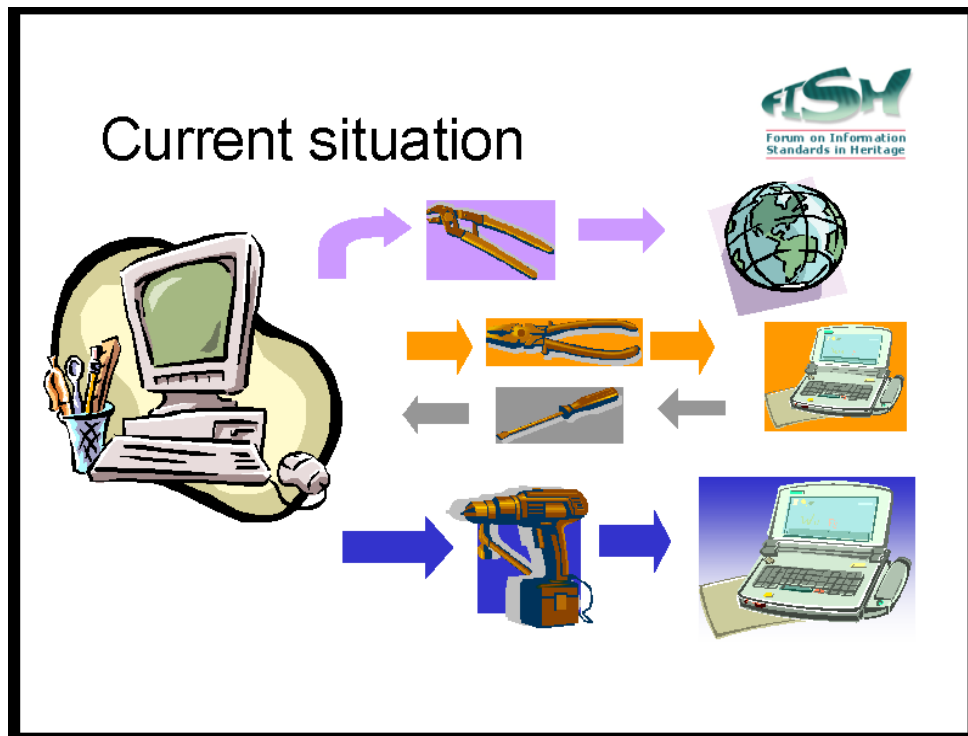 Current situation
FISH
Forum on Information
Standards in Heritage